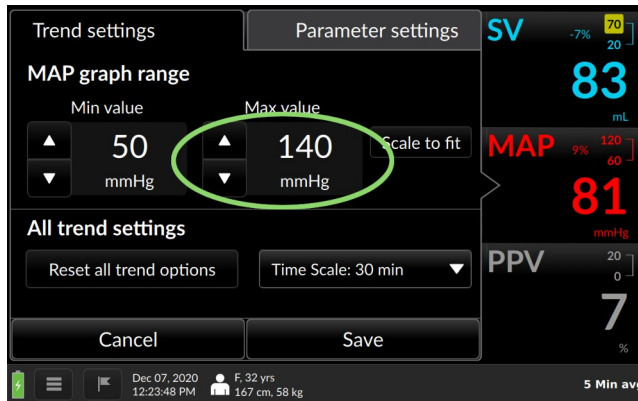 Trend settings
Parameter settings
MAP graph range
Min value
Max value
50
mmHg
140
mmHg
Scale to fit
All trend settings
Reset all trend options
Time Scale: 30 min
Cancel
Save
SV
-7%
70
20
83
mL
MAP
9%
120
60
81
mmHg
PPV
20
0
7
%
Dec 07, 2020
12:23:48 PM
F, 32 yrs
167 cm, 58 kg
5 Min avg